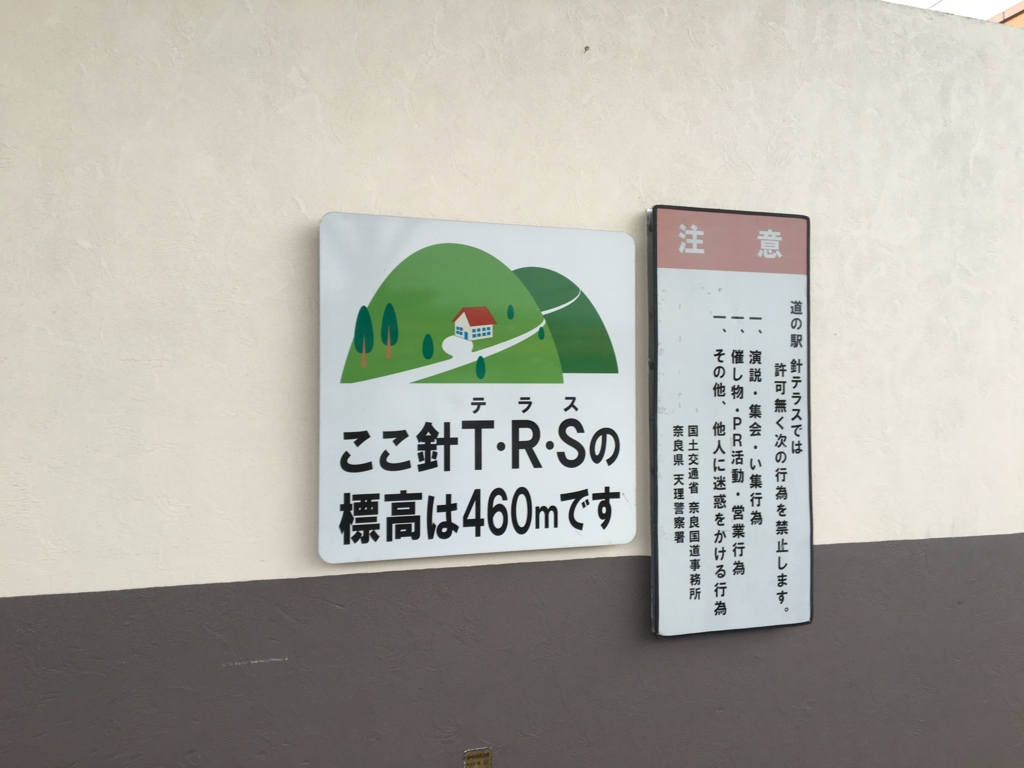 テラス
ここ針T・R・Sの
標高は460mです
注意
道の駅 針テラスでは
許可無く次の行為を禁止します。
一、演説・集会・い集行為
一、催し物・PR活動・営業行為
一、その他、他人に迷惑をかける行為
国土交通省 奈良国道事務所
奈良県 天理警察署